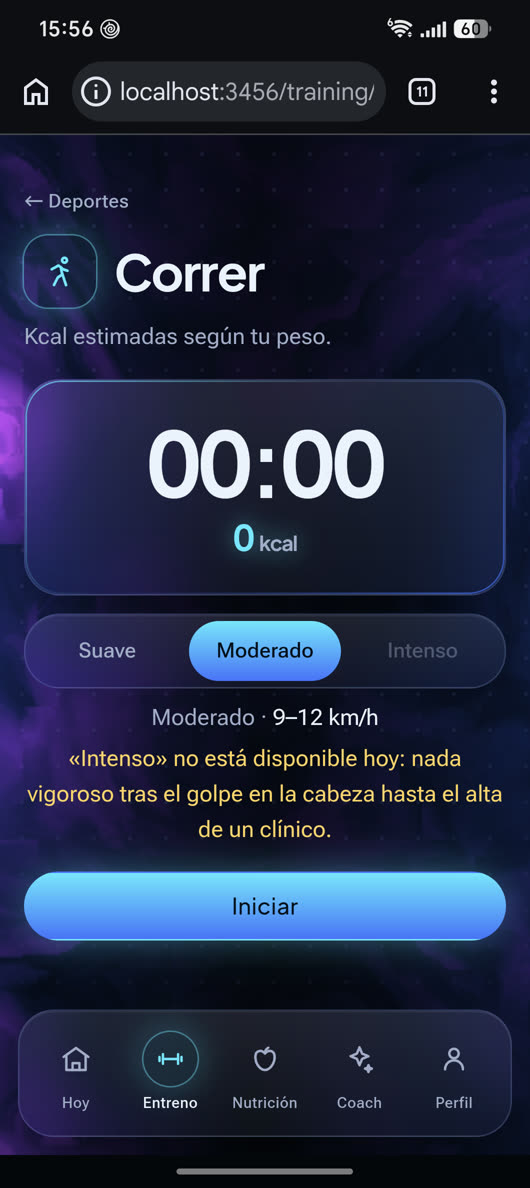 15:56
6
60
localhost:3456/training/
11
← Deportes
Correr
Kcal estimadas según tu peso.
00:00
0 kcal
Suave
Moderado
Intenso
Moderado · 9–12 km/h
«Intenso» no está disponible hoy: nada
vigoroso tras el golpe en la cabeza hasta el alta
de un clínico.
Iniciar
Hoy
Entreno
Nutrición
Coach
Perfil